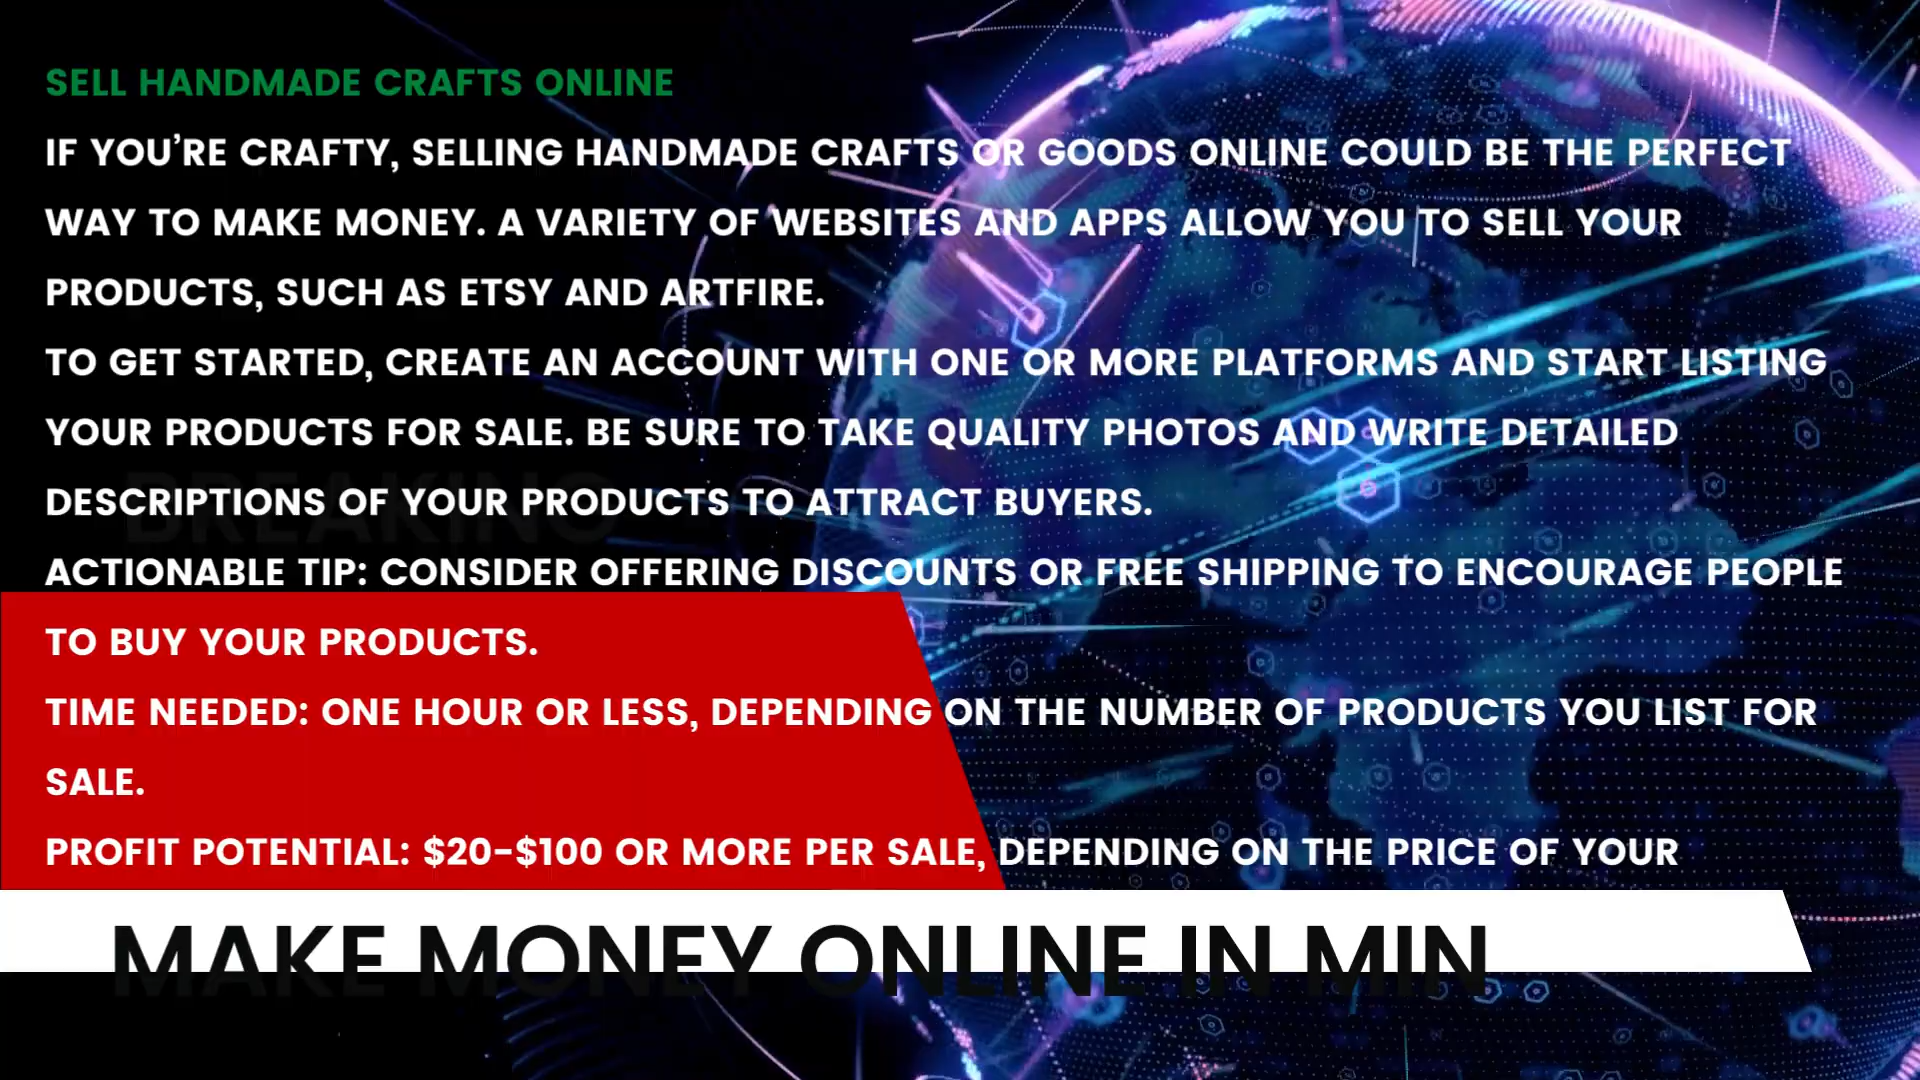 SELL HANDMADE CRAFTS ONLINE
IF YOU’RE CRAFTY, SELLING HANDMADE CRAFTS OR GOODS ONLINE COULD BE THE PERFECT
WAY TO MAKE MONEY. A VARIETY OF WEBSITES AND APPS ALLOW YOU TO SELL YOUR
PRODUCTS, SUCH AS ETSY AND ARTFIRE.
TO GET STARTED, CREATE AN ACCOUNT WITH ONE OR MORE PLATFORMS AND START LISTING
YOUR PRODUCTS FOR SALE. BE SURE TO TAKE QUALITY PHOTOS AND WRITE DETAILED
DESCRIPTIONS OF YOUR PRODUCTS TO ATTRACT BUYERS.
BREAKING
ACTIONABLE TIP: CONSIDER OFFERING DISCOUNTS OR FREE SHIPPING TO ENCOURAGE PEOPLE
TO BUY YOUR PRODUCTS.
TIME NEEDED: ONE HOUR OR LESS, DEPENDING ON THE NUMBER OF PRODUCTS YOU LIST FOR
SALE.
PROFIT POTENTIAL: $20-$100 OR MORE PER SALE, DEPENDING ON THE PRICE OF YOUR
MAKE MONEY ONLINE IN MIN